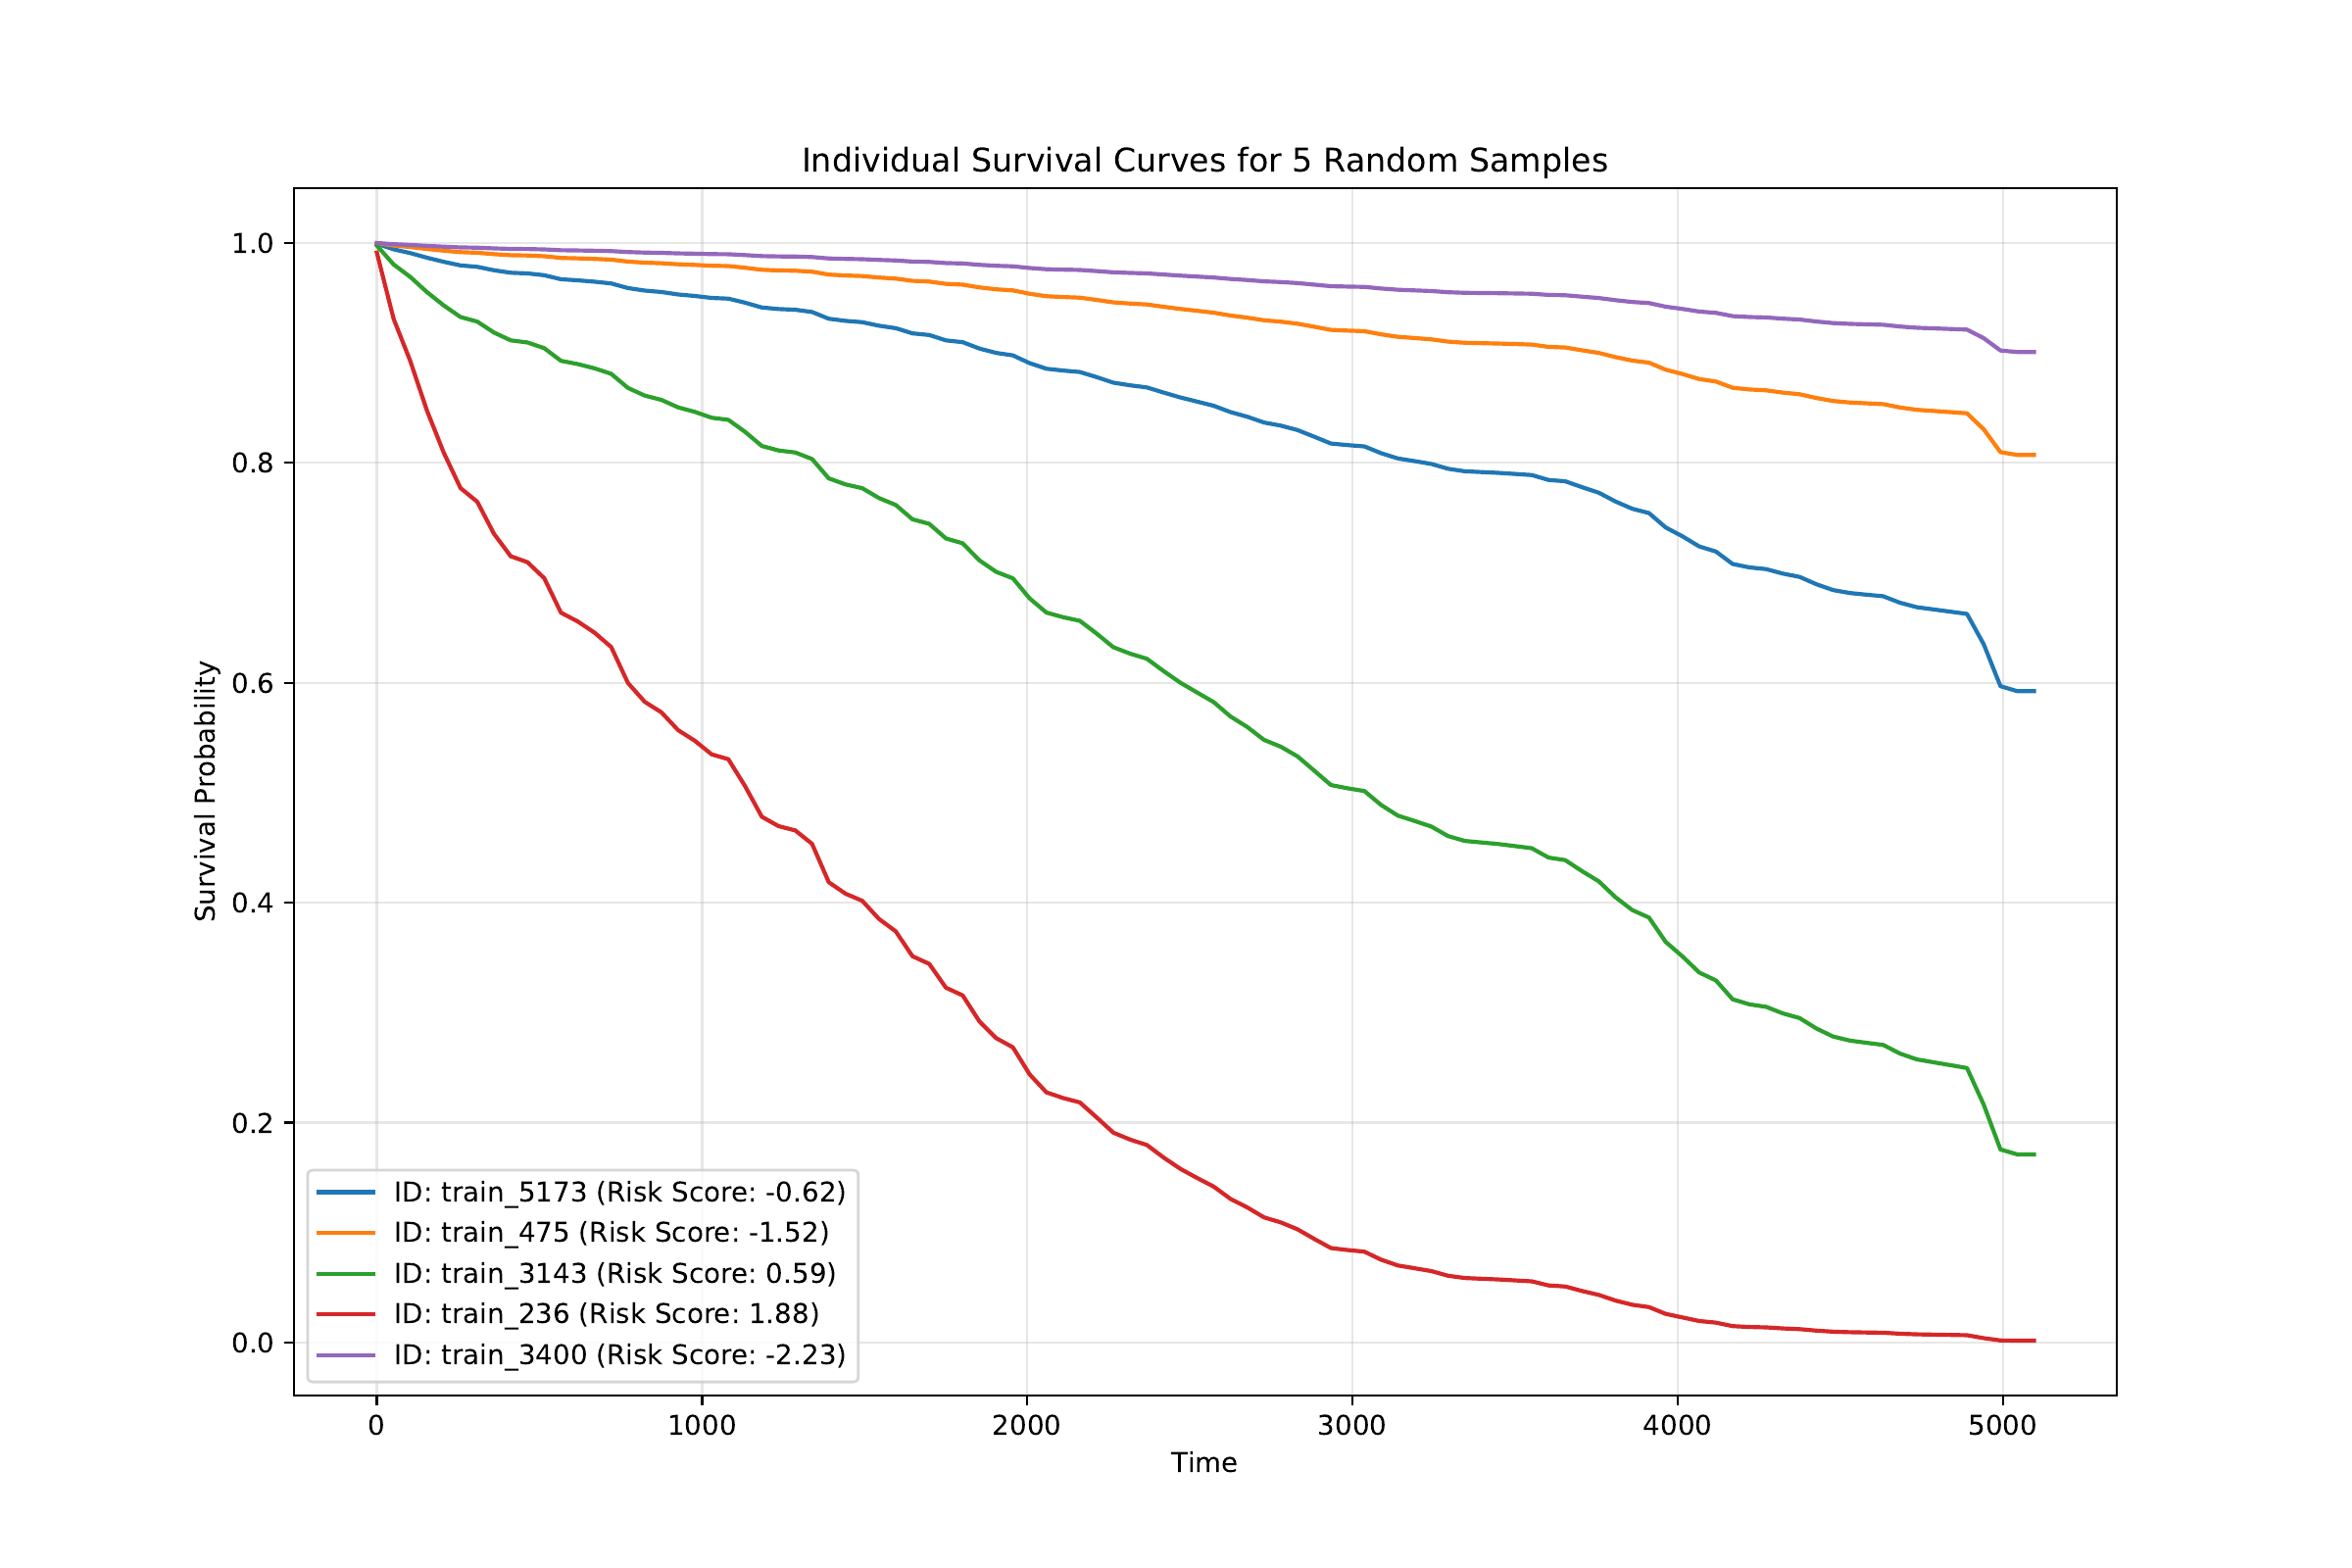 Individual Survival Curves for 5 Random Samples
1.0
0.8
0.6
0.4
0.2
0.0
Survival Probability
ID: train_5173 (Risk Score: -0.62)
ID: train_475 (Risk Score: -1.52)
ID: train_3143 (Risk Score: 0.59)
ID: train_236 (Risk Score: 1.88)
ID: train_3400 (Risk Score: -2.23)
0 1000 2000 3000 4000 5000
Time